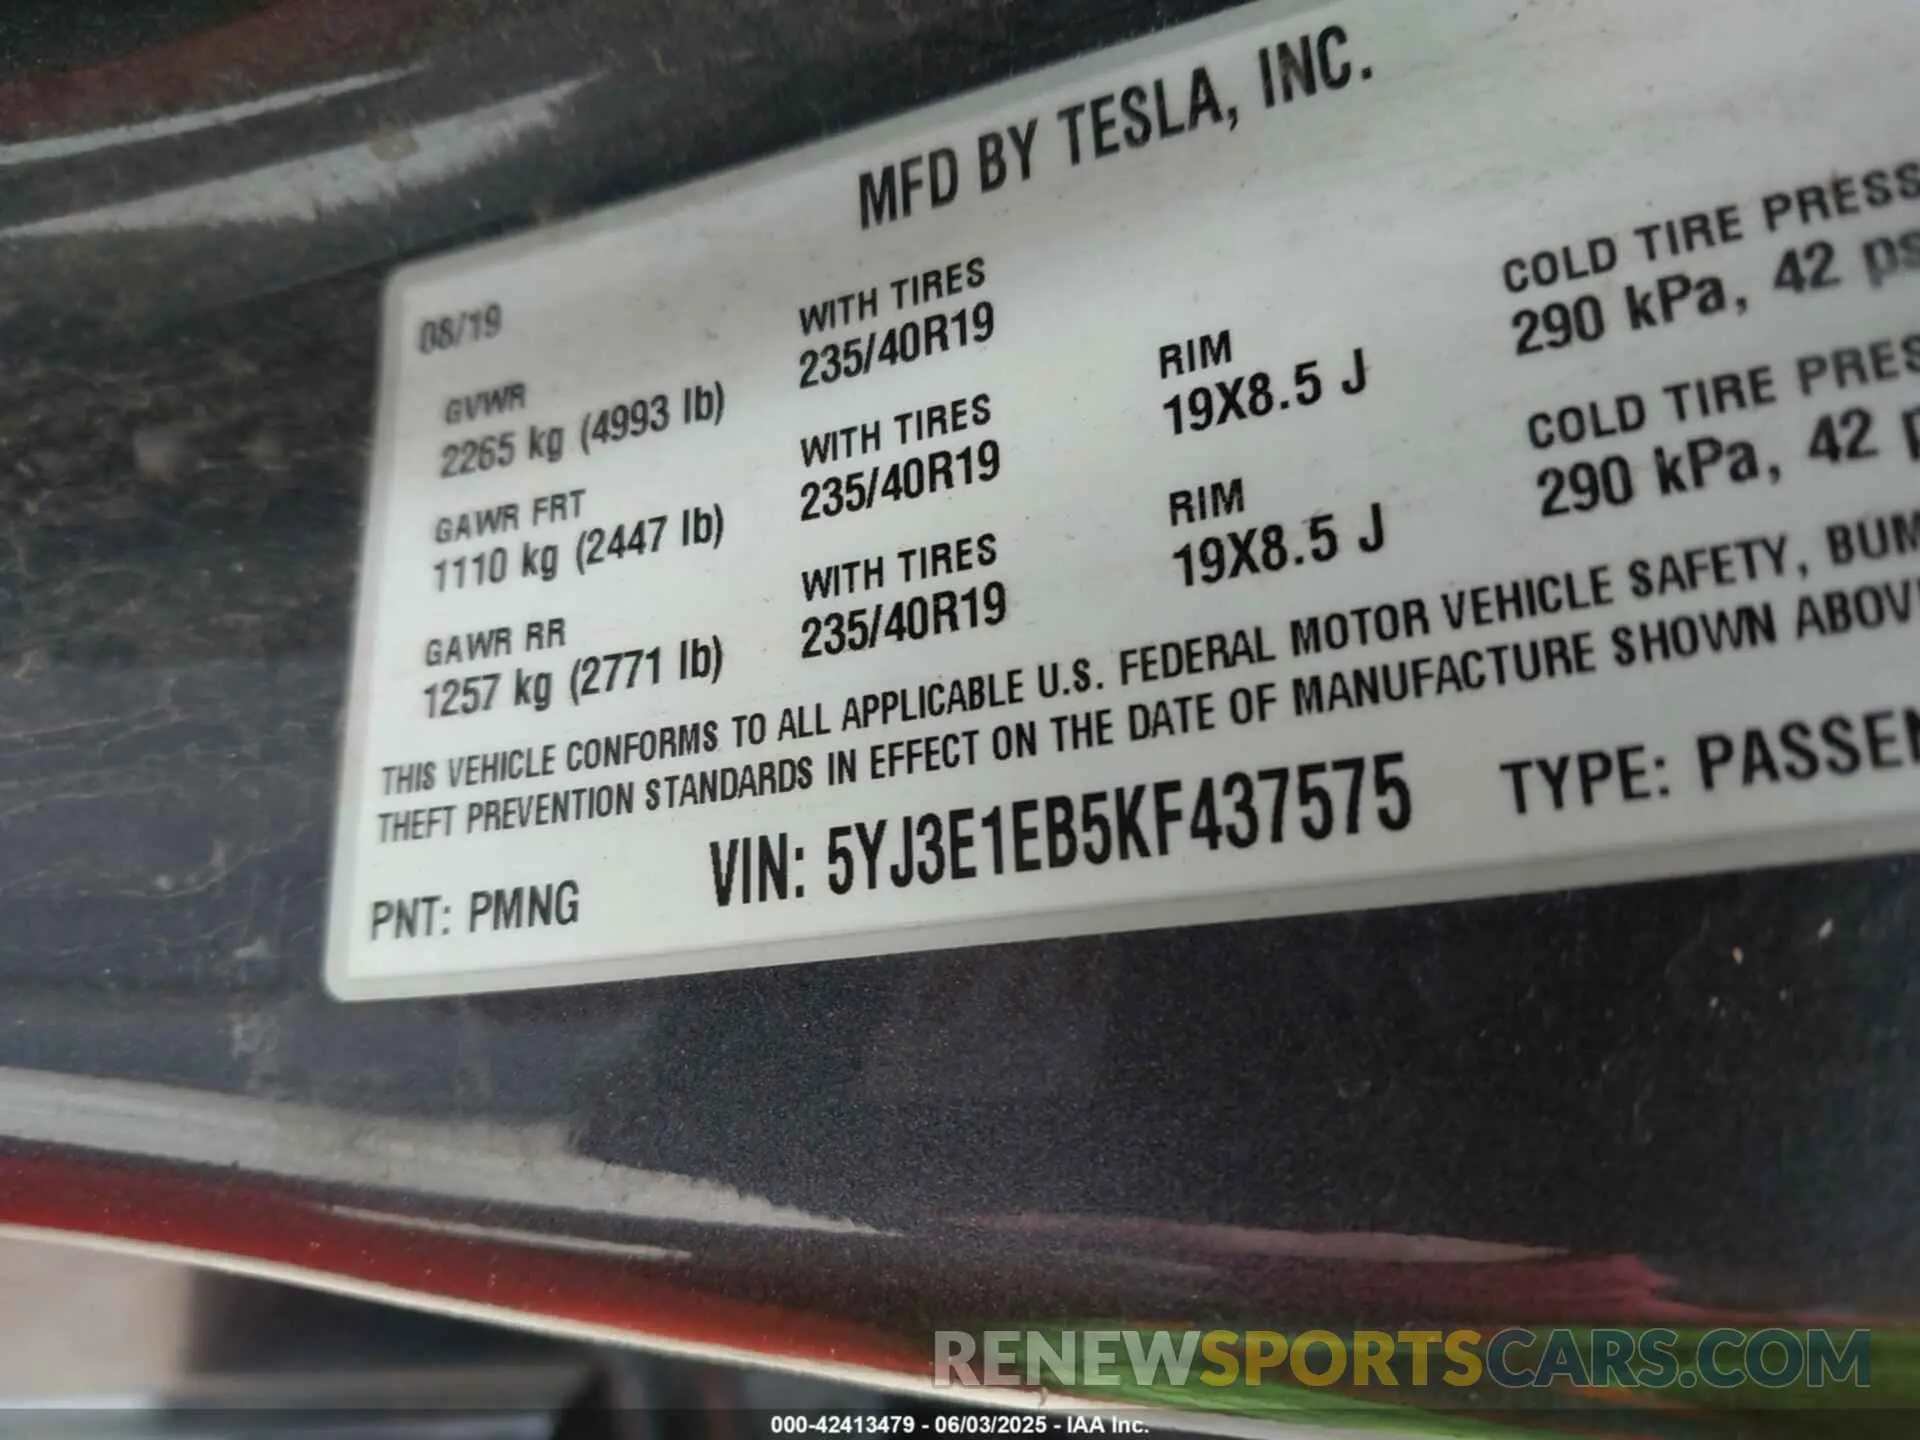 MFD BY TESLA, INC.
08/19
GVWR
2265 kg (4993 lb)
WITH TIRES
235/40R19
GAWR FRT
1110 kg (2447 lb)
WITH TIRES
235/40R19
RIM
19X8.5 J
COLD TIRE PRESS
290 kPa, 42 ps
GAWR RR
1257 kg (2771 lb)
WITH TIRES
235/40R19
RIM
19X8.5 J
COLD TIRE PRES
290 kPa, 42 p
THIS VEHICLE CONFORMS TO ALL APPLICABLE U.S. FEDERAL MOTOR VEHICLE SAFETY, BUM
THEFT PREVENTION STANDARDS IN EFFECT ON THE DATE OF MANUFACTURE SHOWN ABOV
PNT: PMNG
VIN: 5YJ3E1EB5KF437575
TYPE: PASSEN
RENEWSPORTSCARS.COM
000-42413479 - 06/03/2025 - IAA Inc.